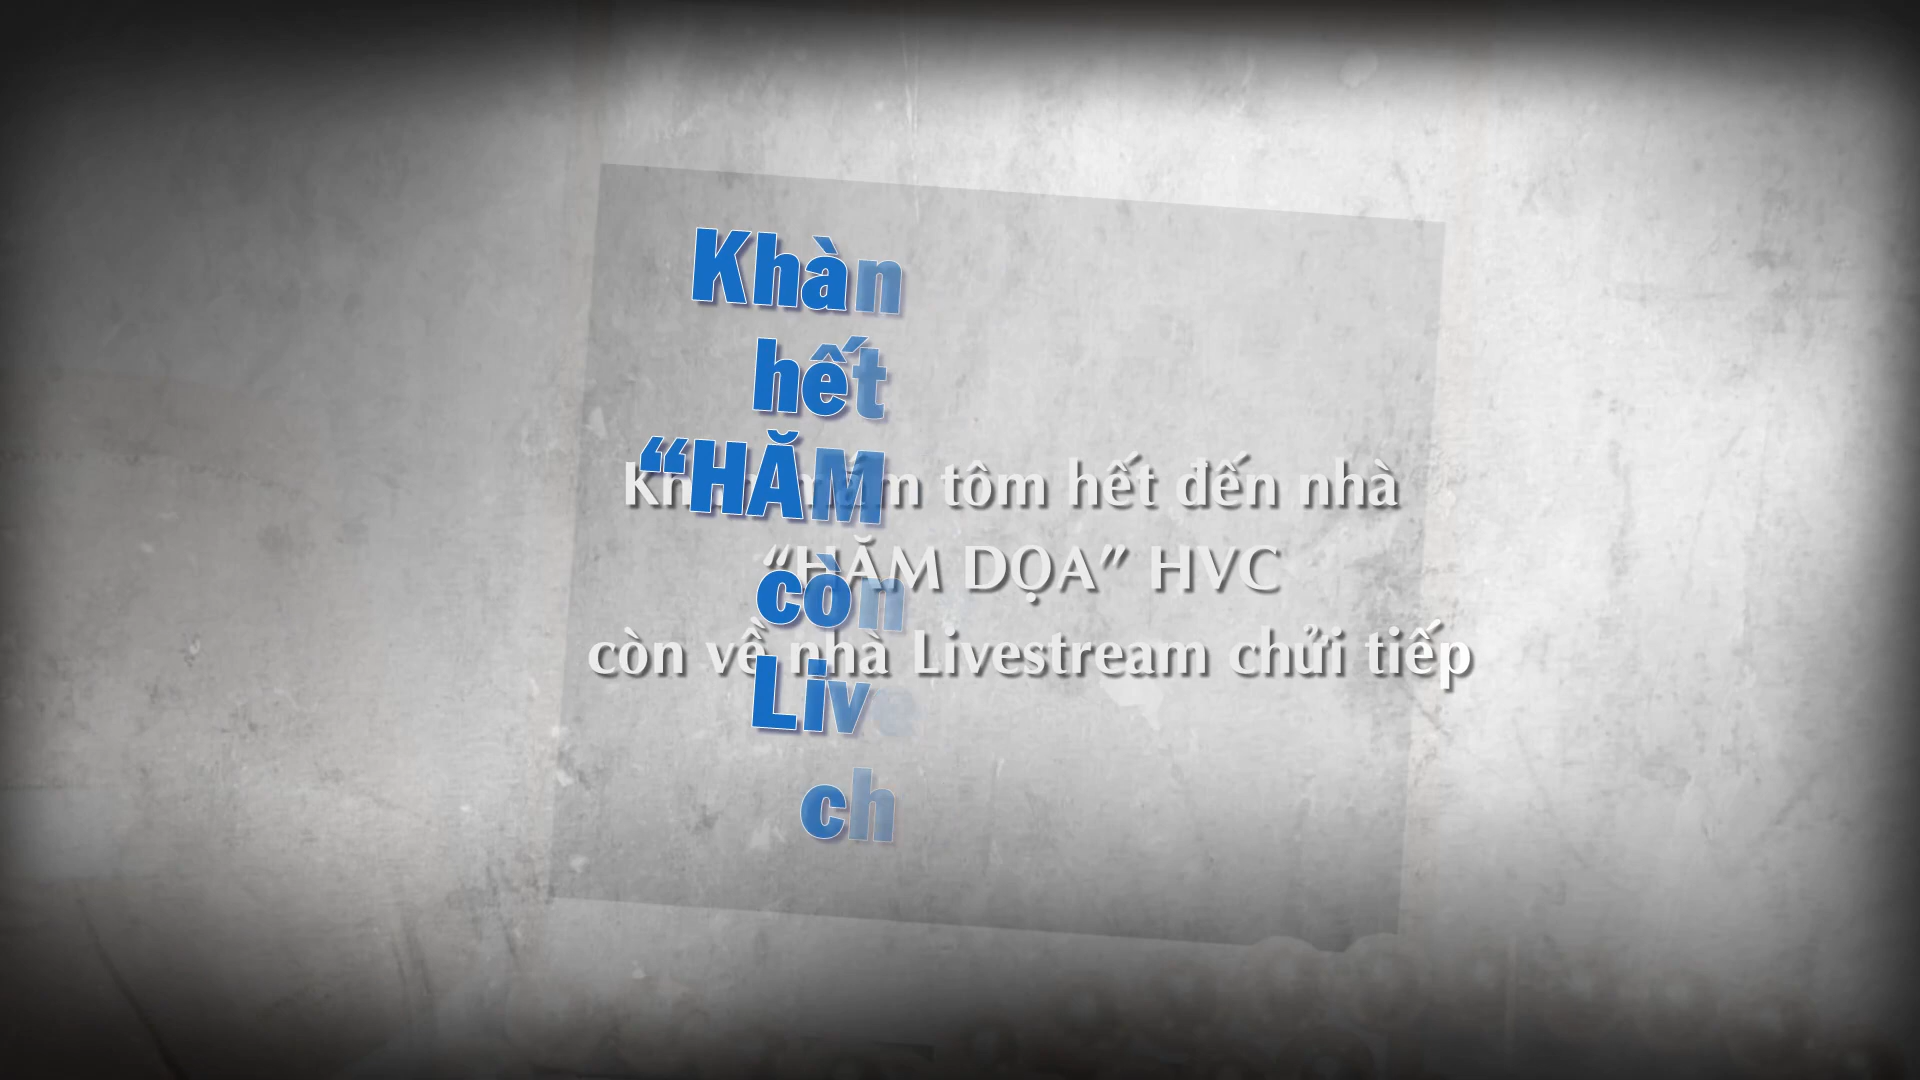 Khàn
hết
“HĂM
còn
Live
ch
mắm tôm hết đến nhà
“HĂM DỌA” HVC
còn về nhà Livestream chửi tiếp